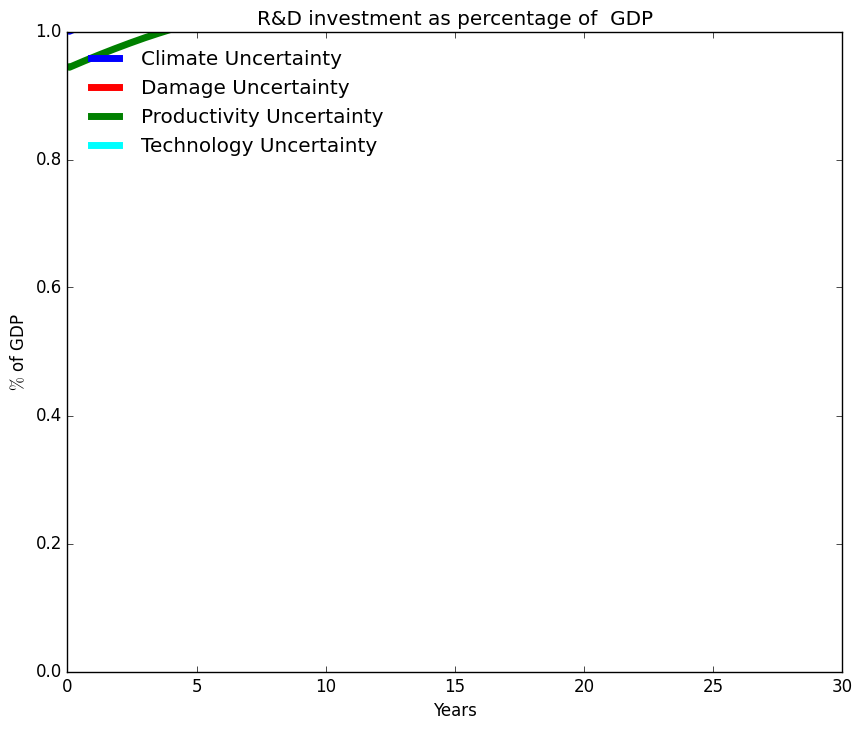 R&D investment as percentage of  GDP
1.0
0.8
0.6
0.4
0.2
0.0
% of GDP
Climate Uncertainty
Damage Uncertainty
Productivity Uncertainty
Technology Uncertainty
0 5 10 15 20 25 30
Years